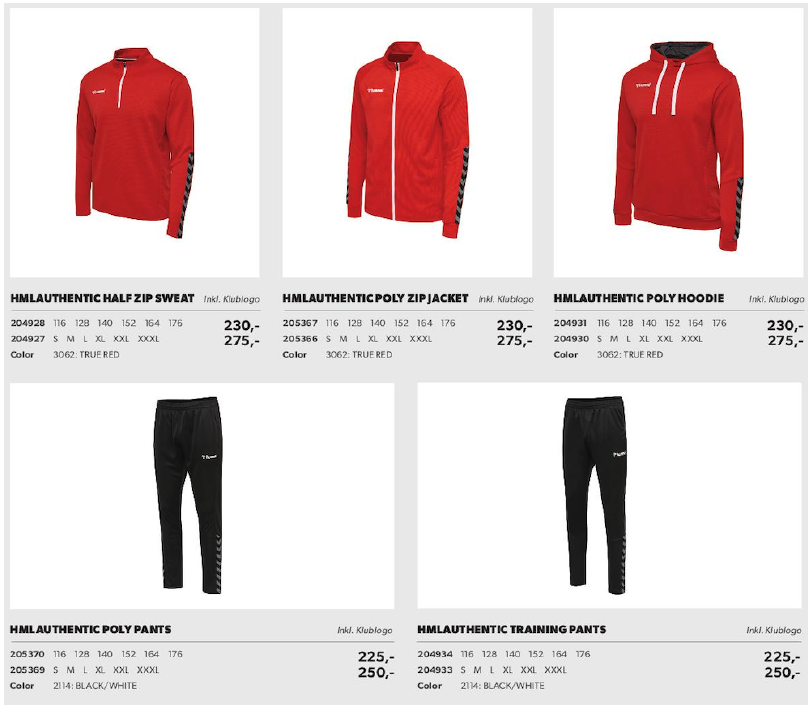 hummel
hummel
hummel
HMLAUTHENTIC HALF ZIP SWEAT Inkl. Klublogo
204928 116 128 140 152 164 176 230,-
204927 S M L XL XXL XXXL 275,-
Color 3062: TRUE RED
HMLAUTHENTIC POLY ZIP JACKET Inkl. Klublogo
205367 116 128 140 152 164 176 230,-
205366 S M L XL XXL XXXL 275,-
Color 3062: TRUE RED
HMLAUTHENTIC POLY HOODIE Inkl. Klublogo
204931 116 128 140 152 164 176 230,-
204930 S M L XL XXL XXXL 275,-
Color 3062: TRUE RED
hummel
hummel
HMLAUTHENTIC POLY PANTS Inkl. Klublogo
205370 116 128 140 152 164 176 225,-
205369 S M L XL XXL XXXL 250,-
Color 2114: BLACK/WHITE
HMLAUTHENTIC TRAINING PANTS Inkl. Klublogo
204934 116 128 140 152 164 176 225,-
204933 S M L XL XXL XXXL 250,-
Color 2114: BLACK/WHITE